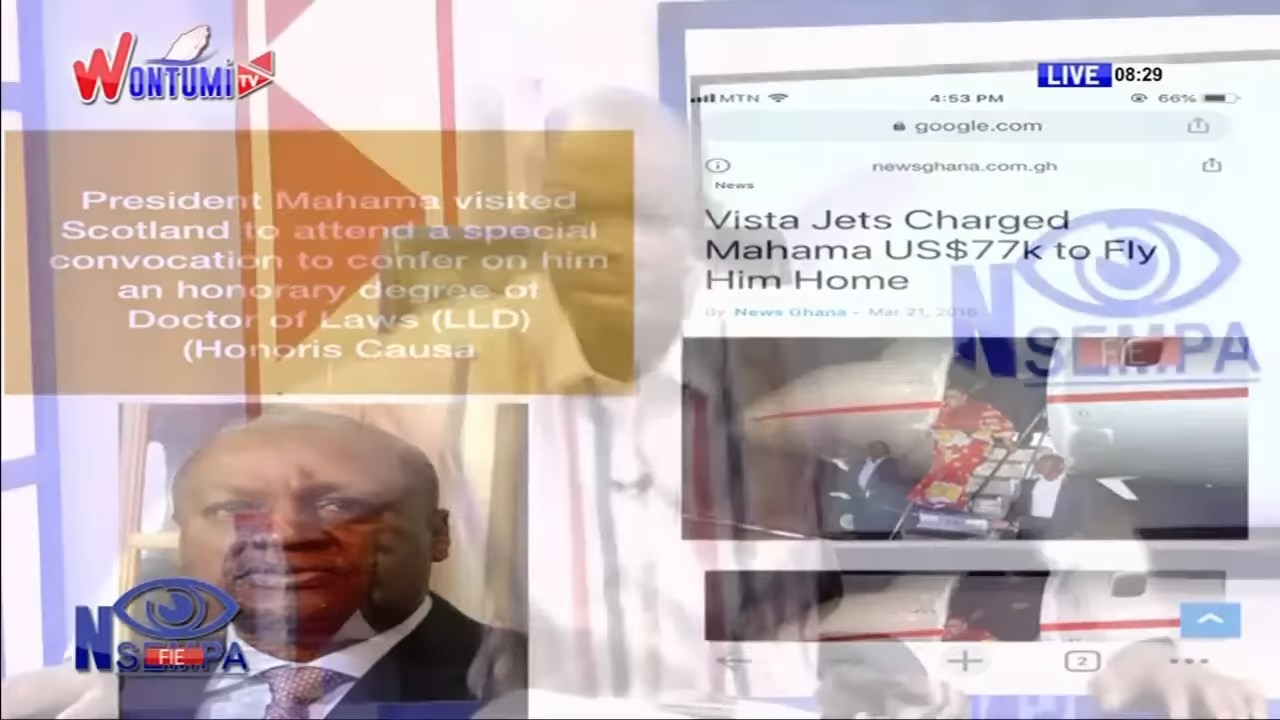 WONTUMI TV
LIVE 08:29
President Mahama visited
Scotland to attend a special
convocation to confer on him
an honorary degree of
Doctor of Laws (LLD)
(Honoris Causa
MTN 4:53 PM 66%
google.com
newsghana.com.gh
News
Vista Jets Charged
Mahama US$77k to Fly
Him Home
By News Ghana - Mar 21, 2016
NSEMPA
FIE
2
NSEMPA
FIE